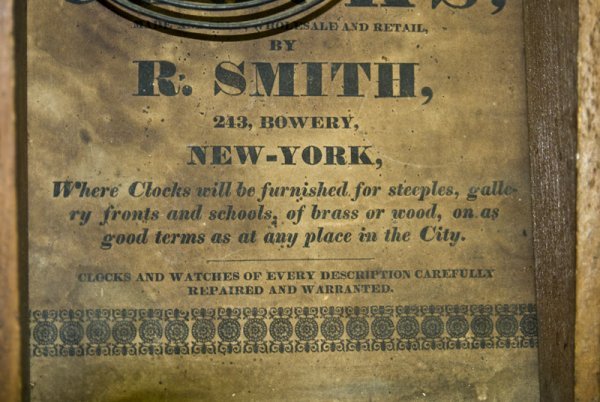 WHOLESALE AND RETAIL,
BY
R. SMITH,
243, BOWERY,
NEW-YORK,
Where Clocks will be furnished for steeples, galle-
ry fronts and schools, of brass or wood, on as
good terms as at any place in the City.
CLOCKS AND WATCHES OF EVERY DESCRIPTION CAREFULLY
REPAIRED AND WARRANTED.